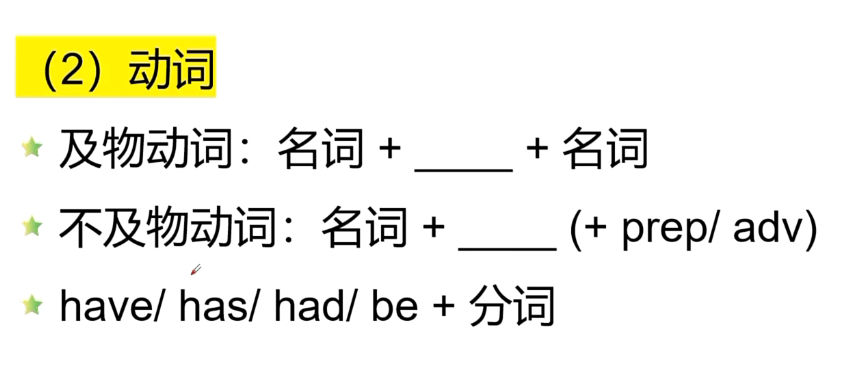 （2）动词
及物动词：名词 + ____ + 名词
不及物动词：名词 + ____ (+ prep/ adv)
have/ has/ had/ be + 分词